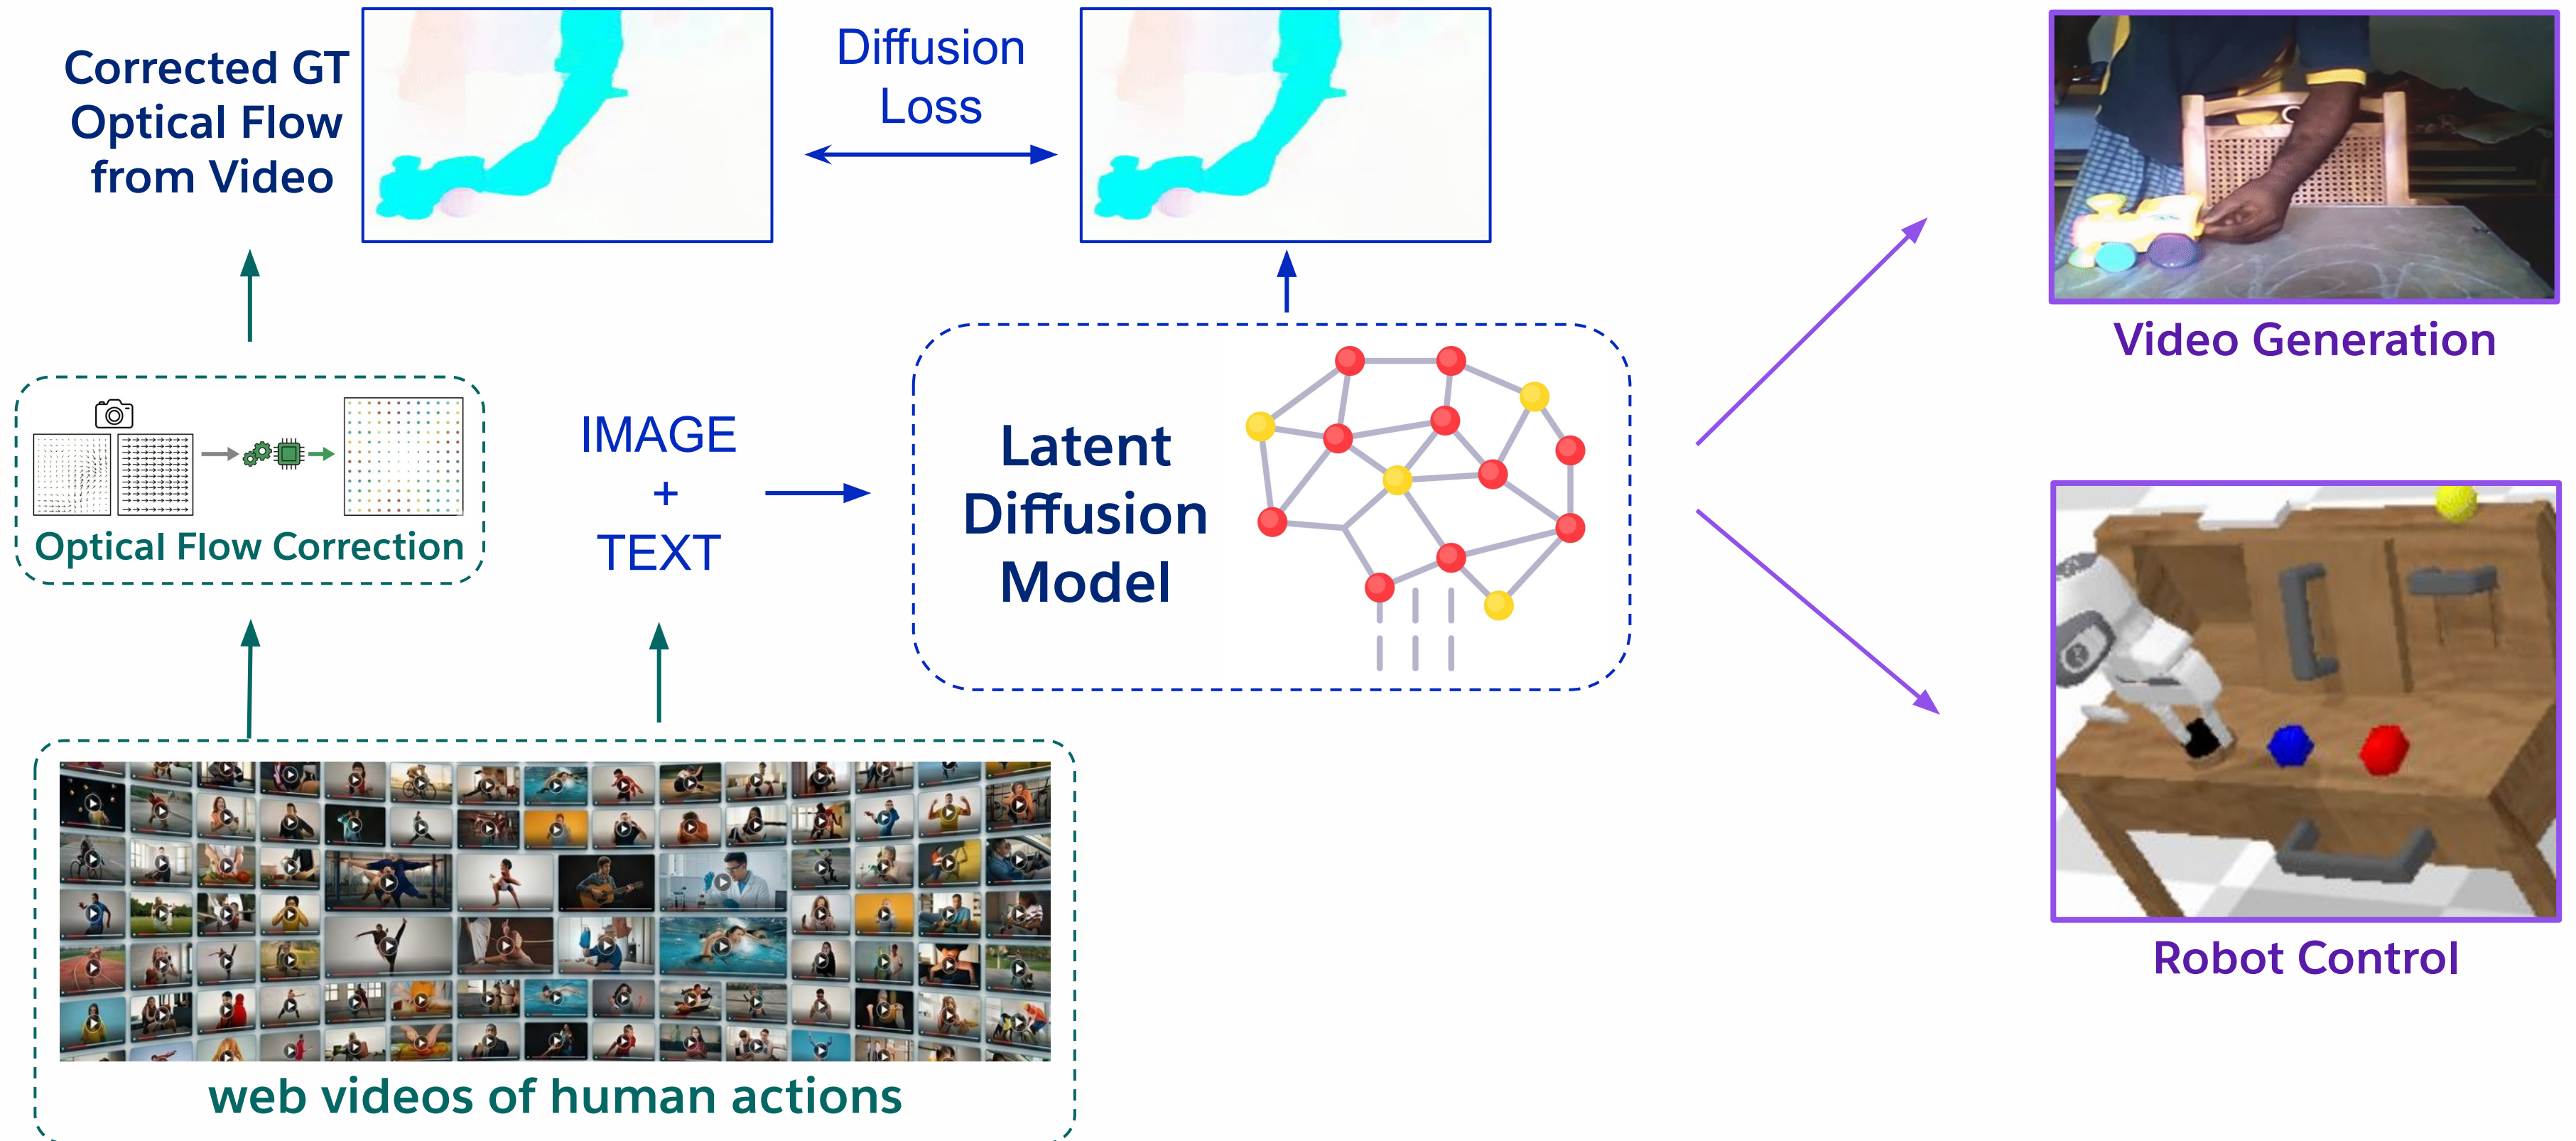 Corrected GT
Optical Flow
from Video
Diffusion
Loss
Video Generation
Optical Flow Correction
IMAGE
+
TEXT
Latent
Diffusion
Model
Robot Control
web videos of human actions